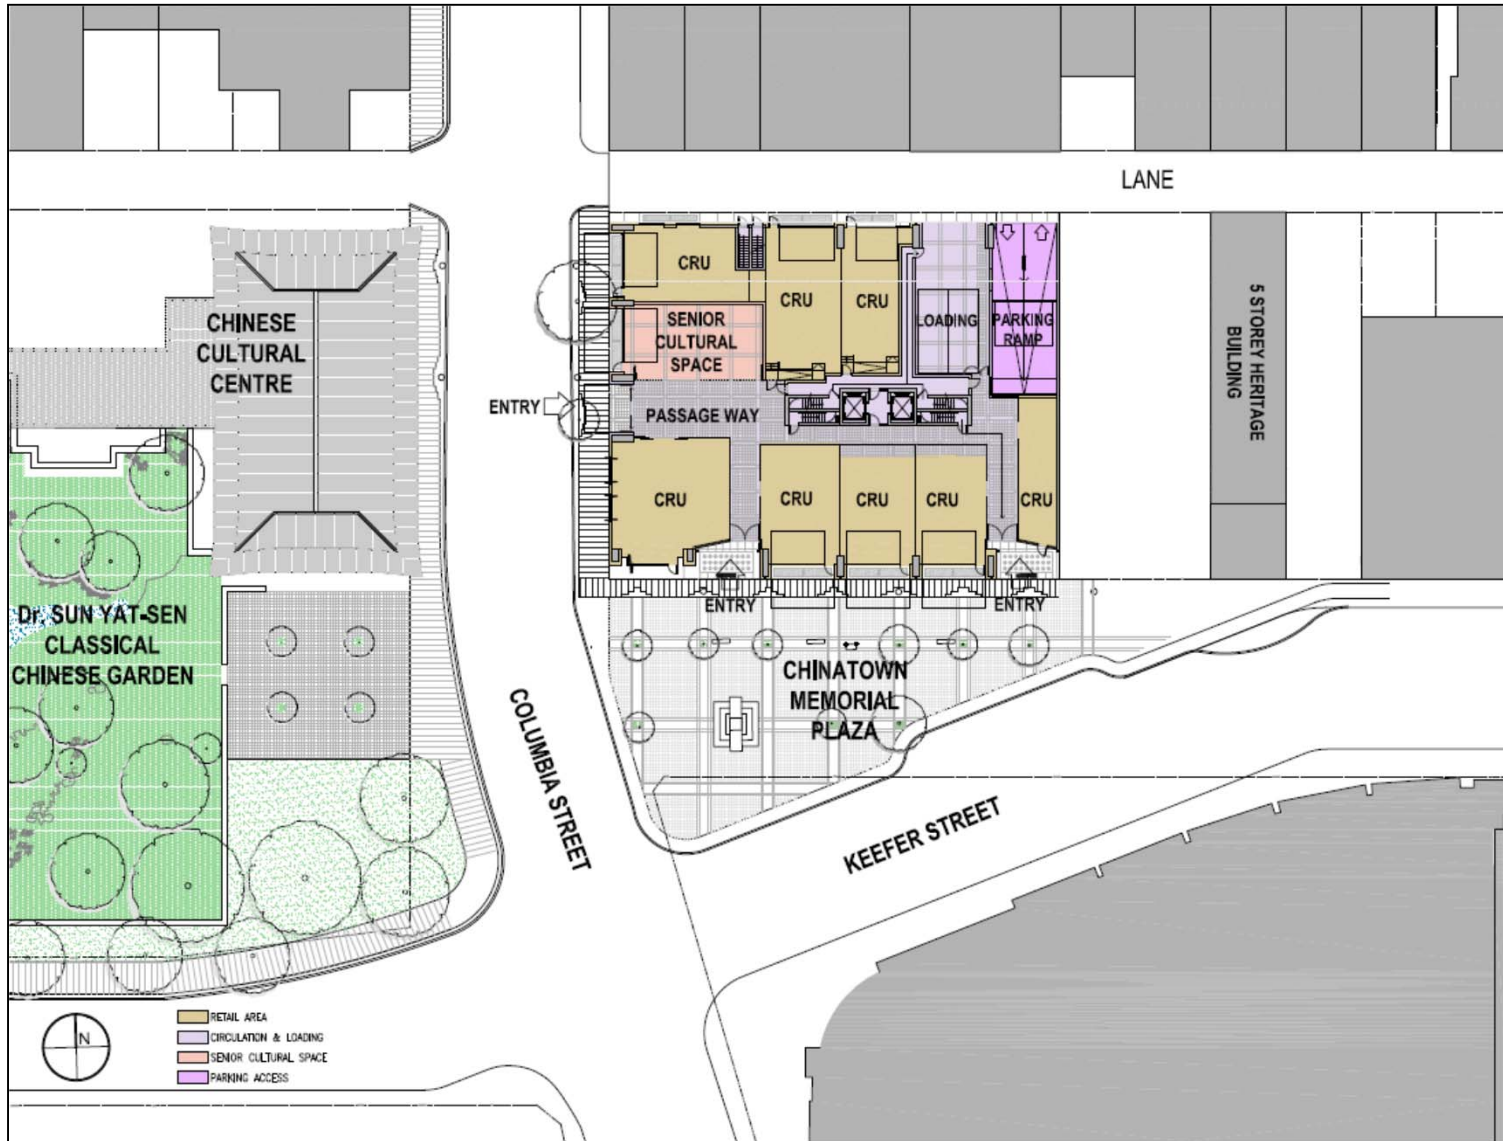 LANE
CRU
CRU
CRU
CHINESE
CULTURAL
CENTRE
SENIOR
CULTURAL
SPACE
LOADING
PARKING
RAMP
5 STOREY HERITAGE
BUILDING
ENTRY
PASSAGE WAY
CRU
CRU
CRU
CRU
CRU
ENTRY
ENTRY
Dr. SUN YAT-SEN
CLASSICAL
CHINESE GARDEN
CHINATOWN
MEMORIAL
PLAZA
COLUMBIA STREET
KEEFER STREET
N
RETAIL AREA
CIRCULATION & LOADING
SENIOR CULTURAL SPACE
PARKING ACCESS